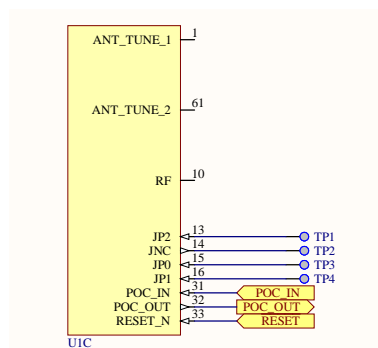 ANT_TUNE_1 1
ANT_TUNE_2 61
RF 10
JP2 13 TP1
JNC 14 TP2
JP0 15 TP3
JP1 16 TP4
POC_IN 31 POC_IN
POC_OUT 32 POC_OUT
RESET_N 33 RESET
U1C